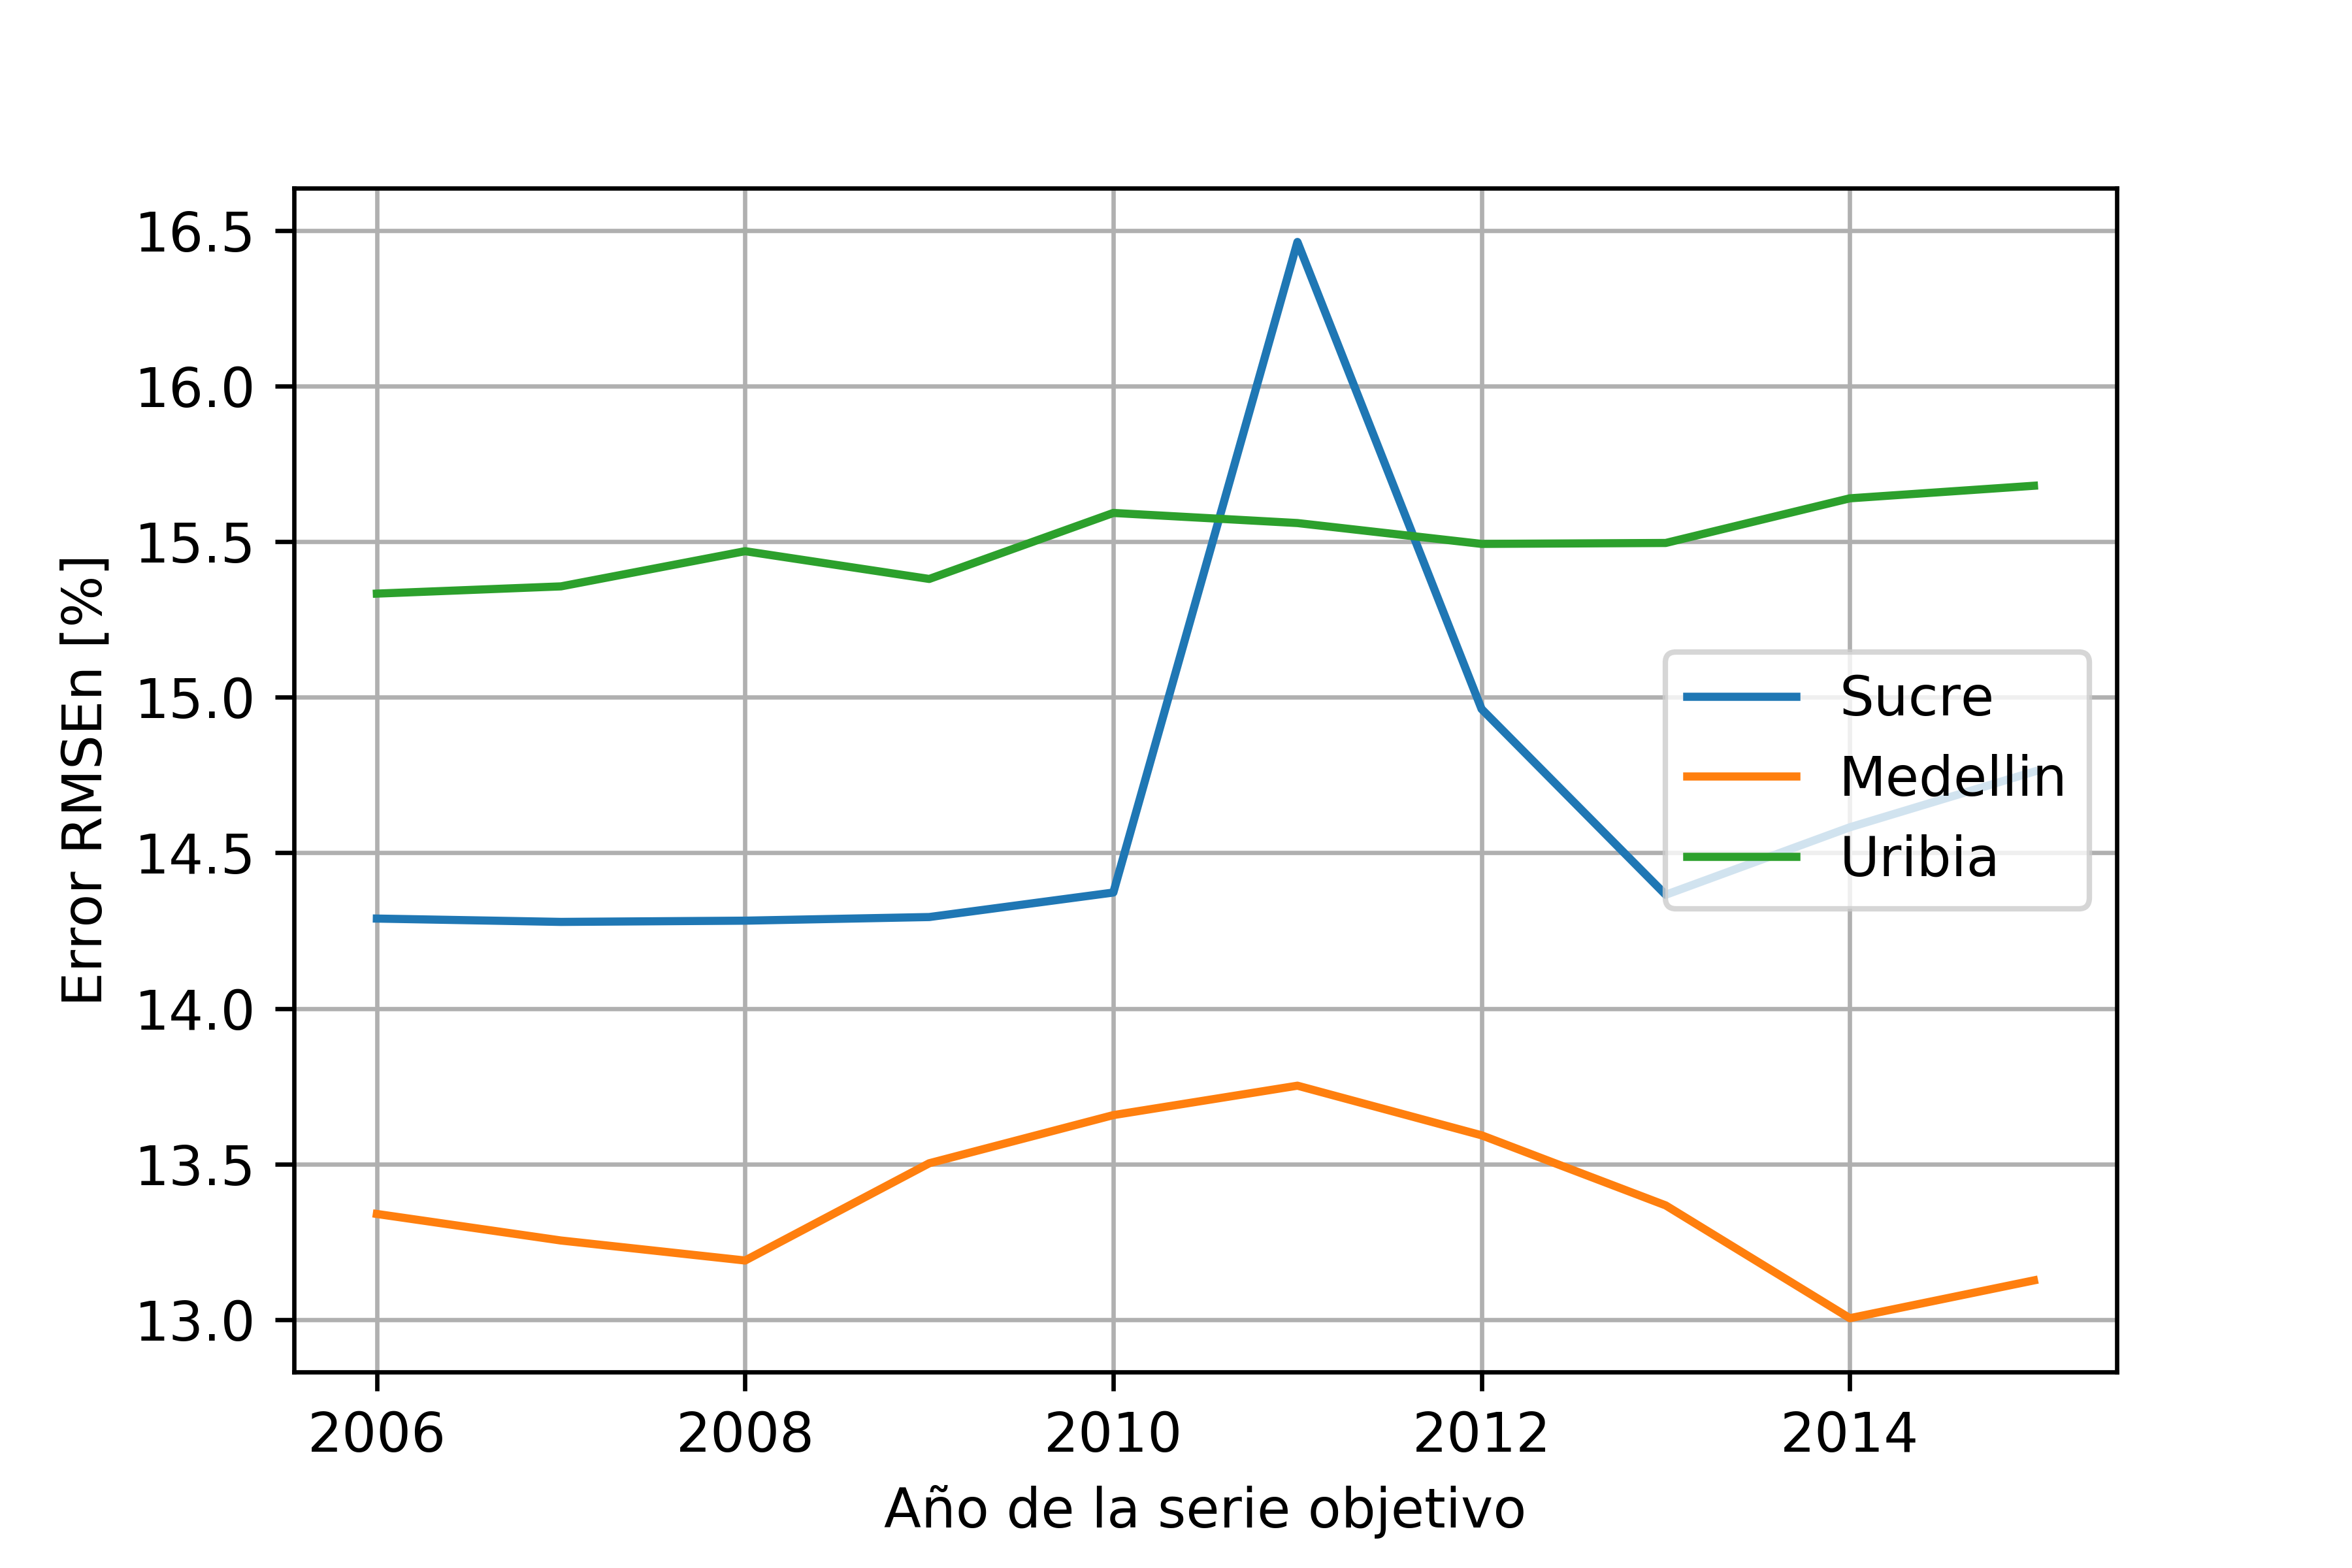 16.5
16.0
15.5
15.0
14.5
14.0
13.5
13.0
Error RMSEn [%]
Sucre
Medellin
Uribia
2006 2008 2010 2012 2014
Año de la serie objetivo